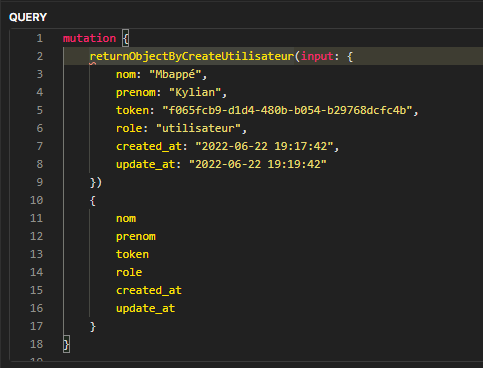 QUERY
1 mutation {
2 returnObjectByCreateUtilisateur(input: {
3 nom: "Mbappé",
4 prenom: "Kylian",
5 token: "f065fcb9-d1d4-480b-b054-b29768dcfc4b",
6 role: "utilisateur",
7 created_at: "2022-06-22 19:17:42",
8 update_at: "2022-06-22 19:19:42"
9 })
10 {
11 nom
12 prenom
13 token
14 role
15 created_at
16 update_at
17 }
18 }